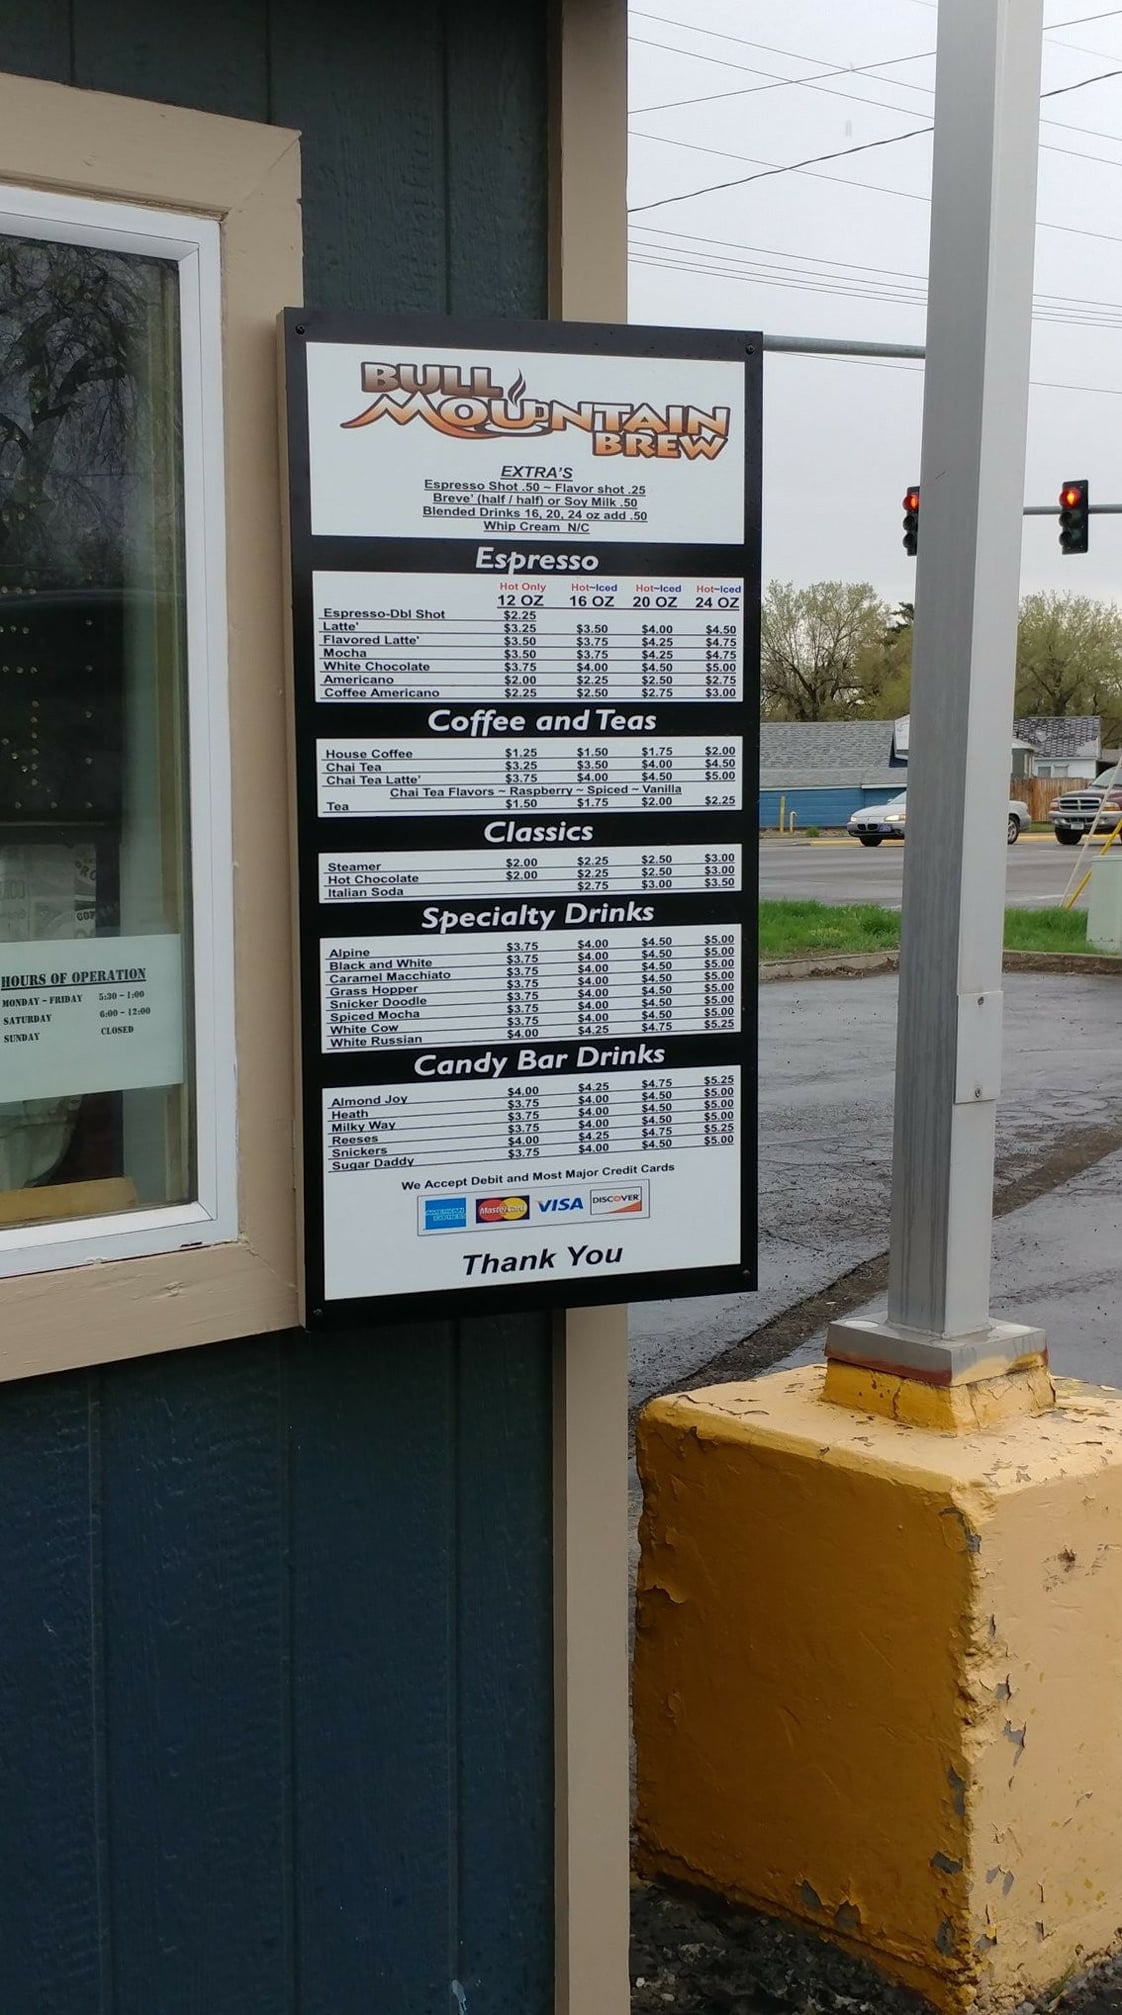 BULL
MOUNTAIN
BREW
EXTRA'S
Espresso Shot .50 ~ Flavor shot .25
Breve' (half / half) or Soy Milk .50
Blended Drinks 16, 20, 24 oz add .50
Whip Cream N/C
Espresso
Hot Only Hot~Iced Hot~Iced Hot~Iced
12 OZ 16 OZ 20 OZ 24 OZ
Espresso-Dbl Shot $2.25
Latte' $3.25 $3.50 $4.00 $4.50
Flavored Latte' $3.50 $3.75 $4.25 $4.75
Mocha $3.50 $3.75 $4.25 $4.75
White Chocolate $3.75 $4.00 $4.50 $5.00
Americano $2.00 $2.25 $2.50 $2.75
Coffee Americano $2.25 $2.50 $2.75 $3.00
Coffee and Teas
House Coffee $1.25 $1.50 $1.75 $2.00
Chai Tea $3.25 $3.50 $4.00 $4.50
Chai Tea Latte' $3.75 $4.00 $4.50 $5.00
Chai Tea Flavors ~ Raspberry ~ Spiced ~ Vanilla
Tea $1.50 $1.75 $2.00 $2.25
Classics
Steamer $2.00 $2.25 $2.50 $3.00
Hot Chocolate $2.00 $2.25 $2.50 $3.00
Italian Soda $2.75 $3.00 $3.50
Specialty Drinks
Alpine $3.75 $4.00 $4.50 $5.00
Black and White $3.75 $4.00 $4.50 $5.00
Caramel Macchiato $3.75 $4.00 $4.50 $5.00
Grass Hopper $3.75 $4.00 $4.50 $5.00
Snicker Doodle $3.75 $4.00 $4.50 $5.00
Spiced Mocha $3.75 $4.00 $4.50 $5.00
White Cow $3.75 $4.00 $4.50 $5.00
White Russian $4.00 $4.25 $4.75 $5.25
Candy Bar Drinks
Almond Joy $4.00 $4.25 $4.75 $5.25
Heath $3.75 $4.00 $4.50 $5.00
Milky Way $3.75 $4.00 $4.50 $5.00
Reeses $3.75 $4.00 $4.50 $5.00
Snickers $4.00 $4.25 $4.75 $5.25
Sugar Daddy $3.75 $4.00 $4.50 $5.00
We Accept Debit and Most Major Credit Cards
AMERICAN EXPRESS MasterCard VISA DISCOVER
Thank You
HOURS OF OPERATION
MONDAY - FRIDAY 5:30 - 1:00
SATURDAY 6:00 - 12:00
SUNDAY CLOSED